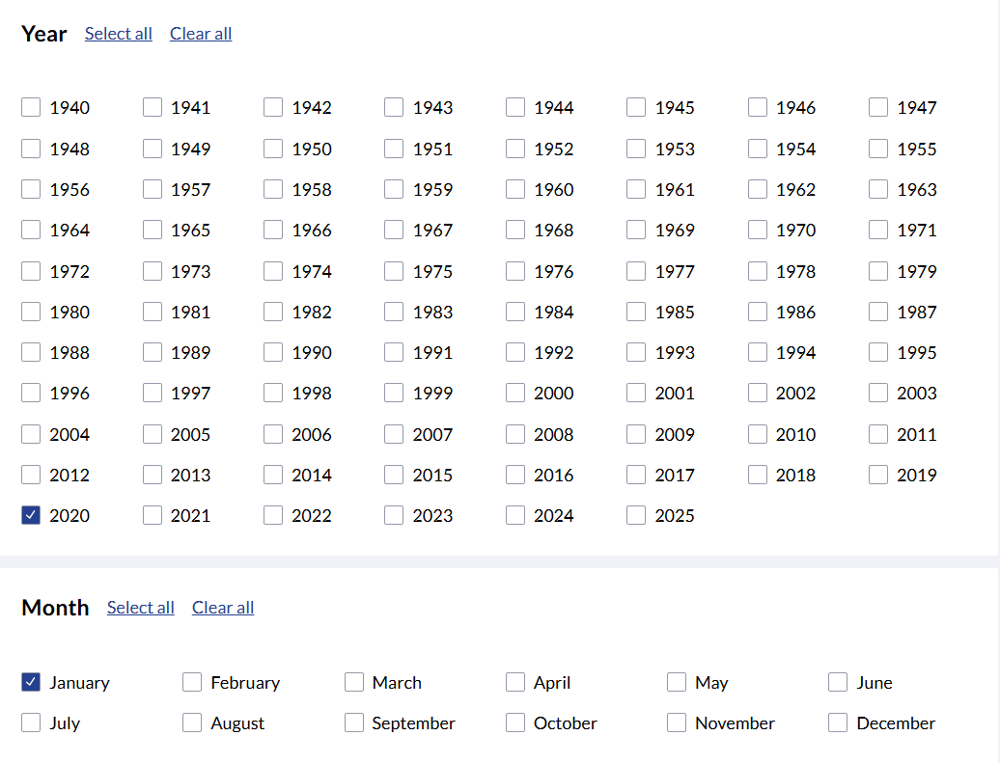 Year Select all Clear all
1940 1941 1942 1943 1944 1945 1946 1947
1948 1949 1950 1951 1952 1953 1954 1955
1956 1957 1958 1959 1960 1961 1962 1963
1964 1965 1966 1967 1968 1969 1970 1971
1972 1973 1974 1975 1976 1977 1978 1979
1980 1981 1982 1983 1984 1985 1986 1987
1988 1989 1990 1991 1992 1993 1994 1995
1996 1997 1998 1999 2000 2001 2002 2003
2004 2005 2006 2007 2008 2009 2010 2011
2012 2013 2014 2015 2016 2017 2018 2019
2020 2021 2022 2023 2024 2025
Month Select all Clear all
January February March April May June
July August September October November December